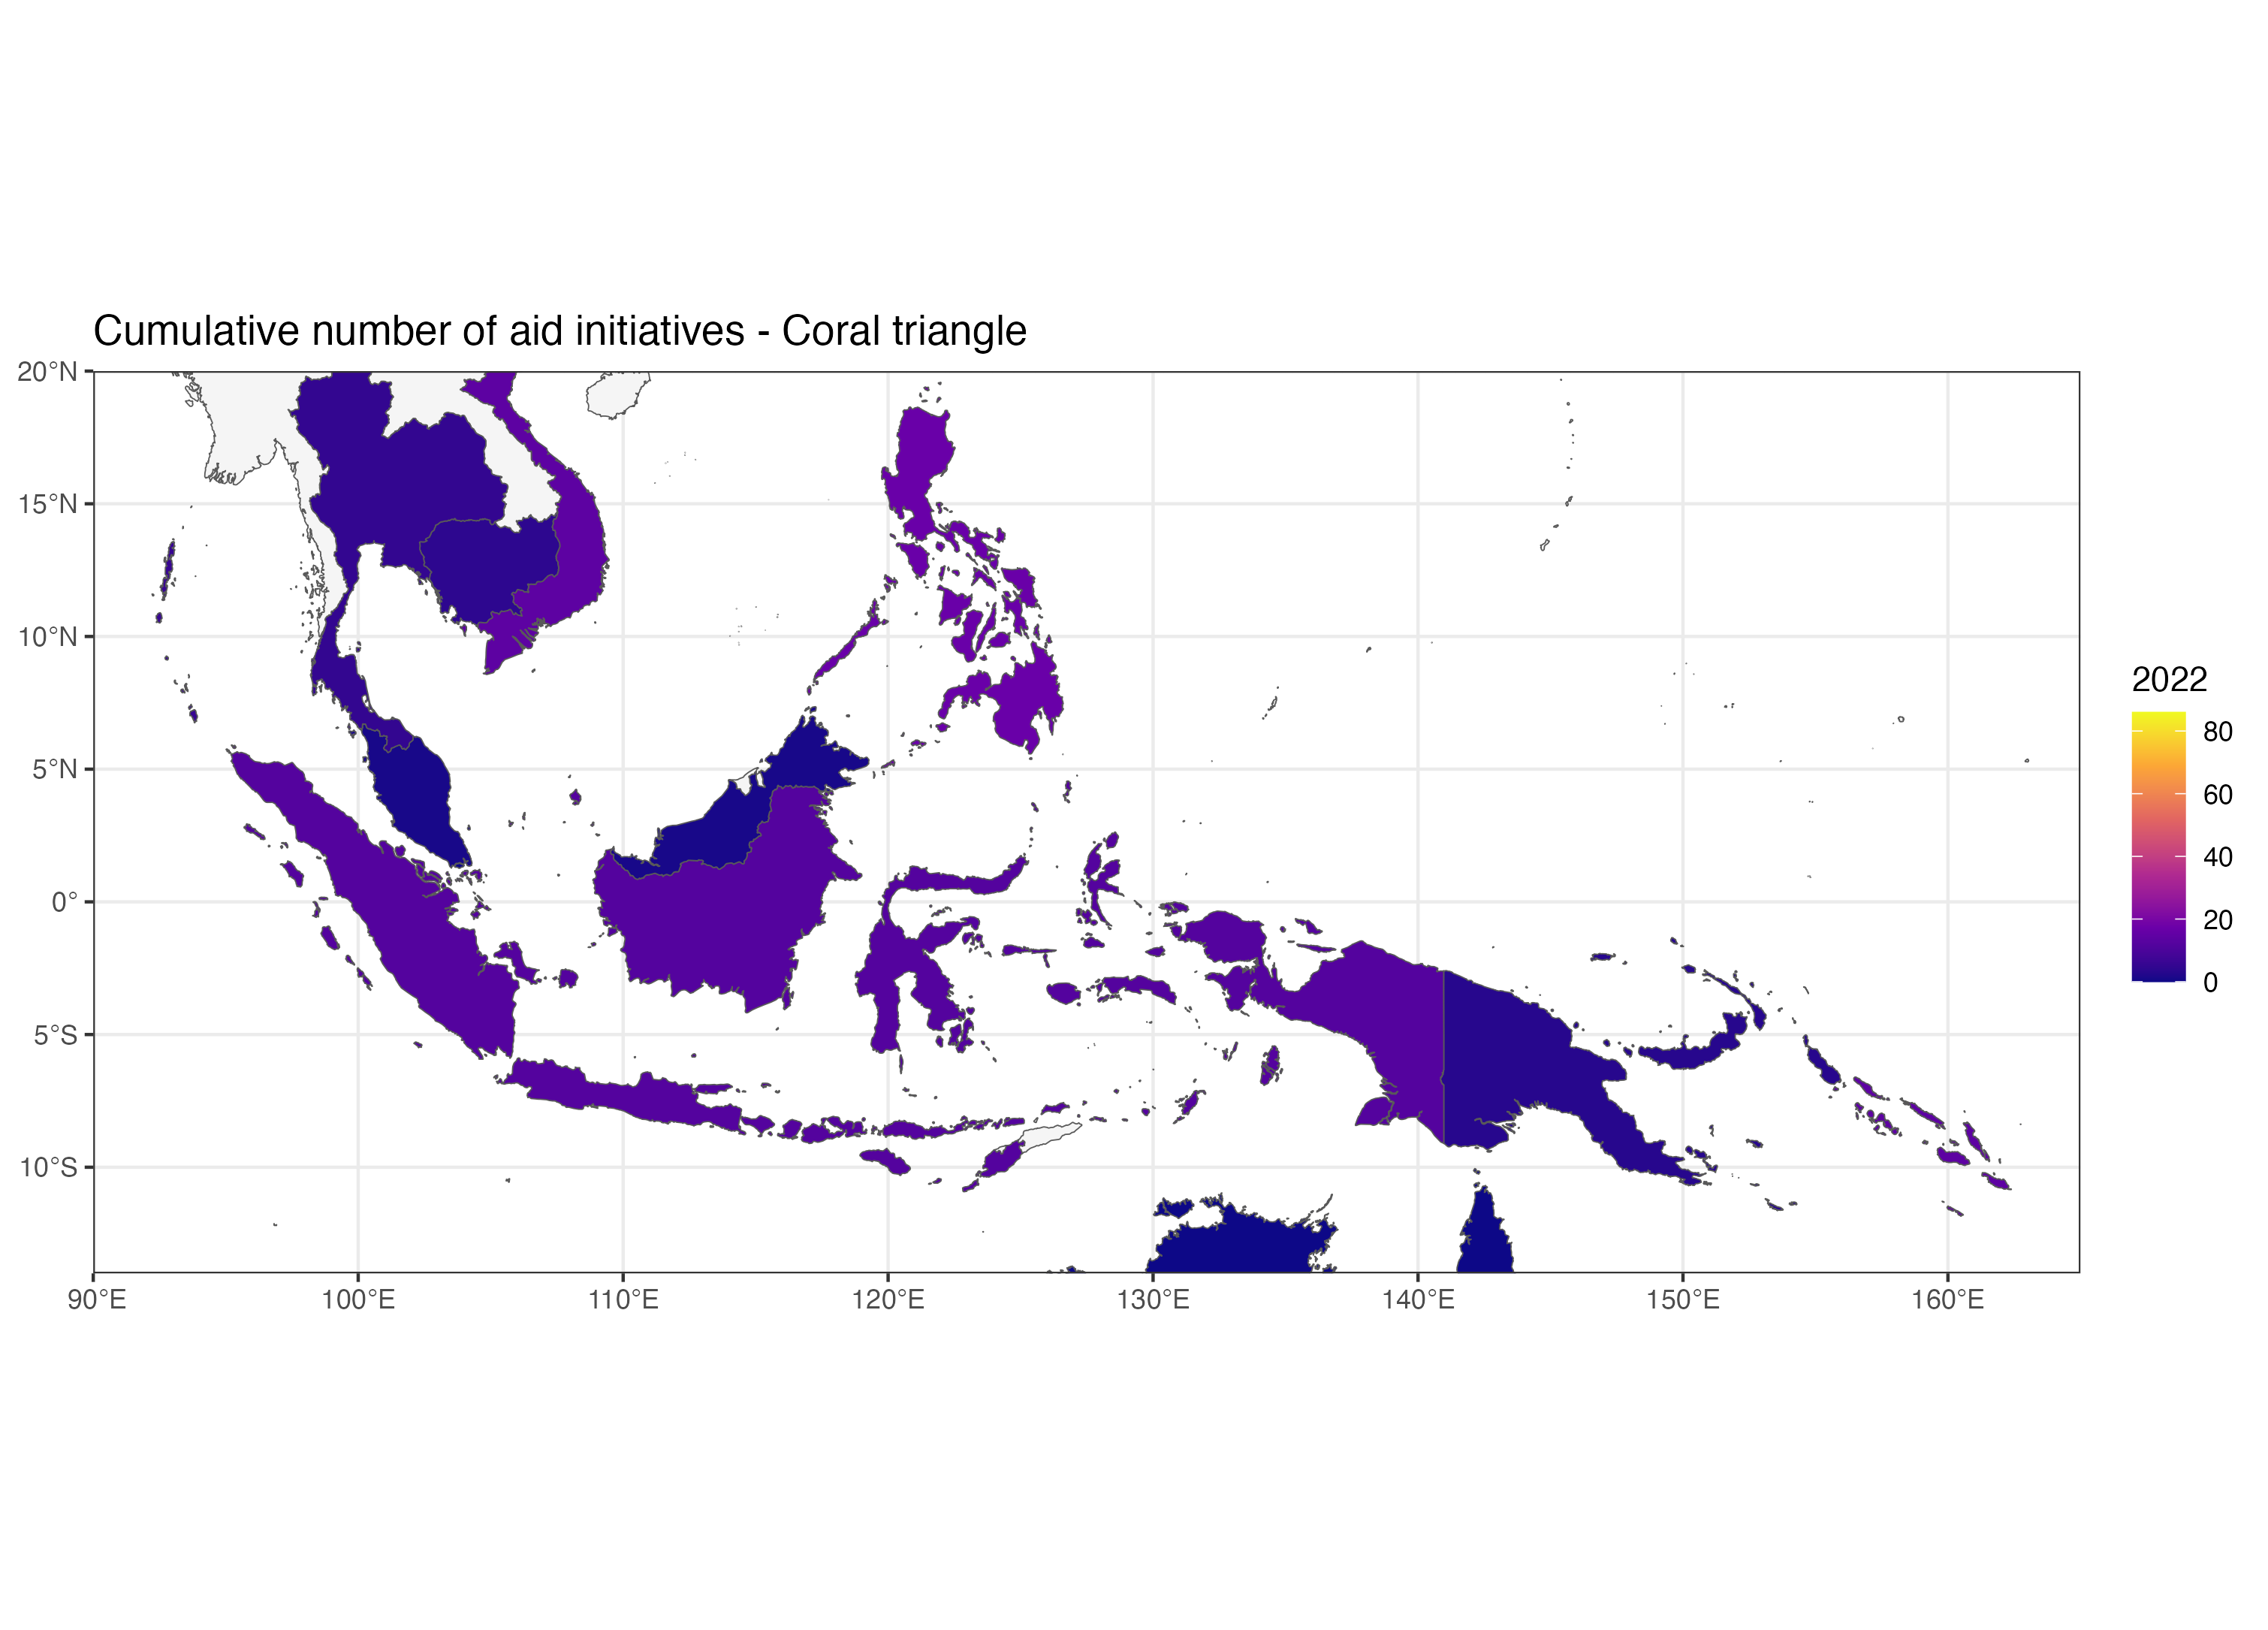 Cumulative number of aid initiatives - Coral triangle
20°N
15°N
10°N
5°N
0°
5°S
10°S
90°E
100°E
110°E
120°E
130°E
140°E
150°E
160°E
2022
80
60
40
20
0